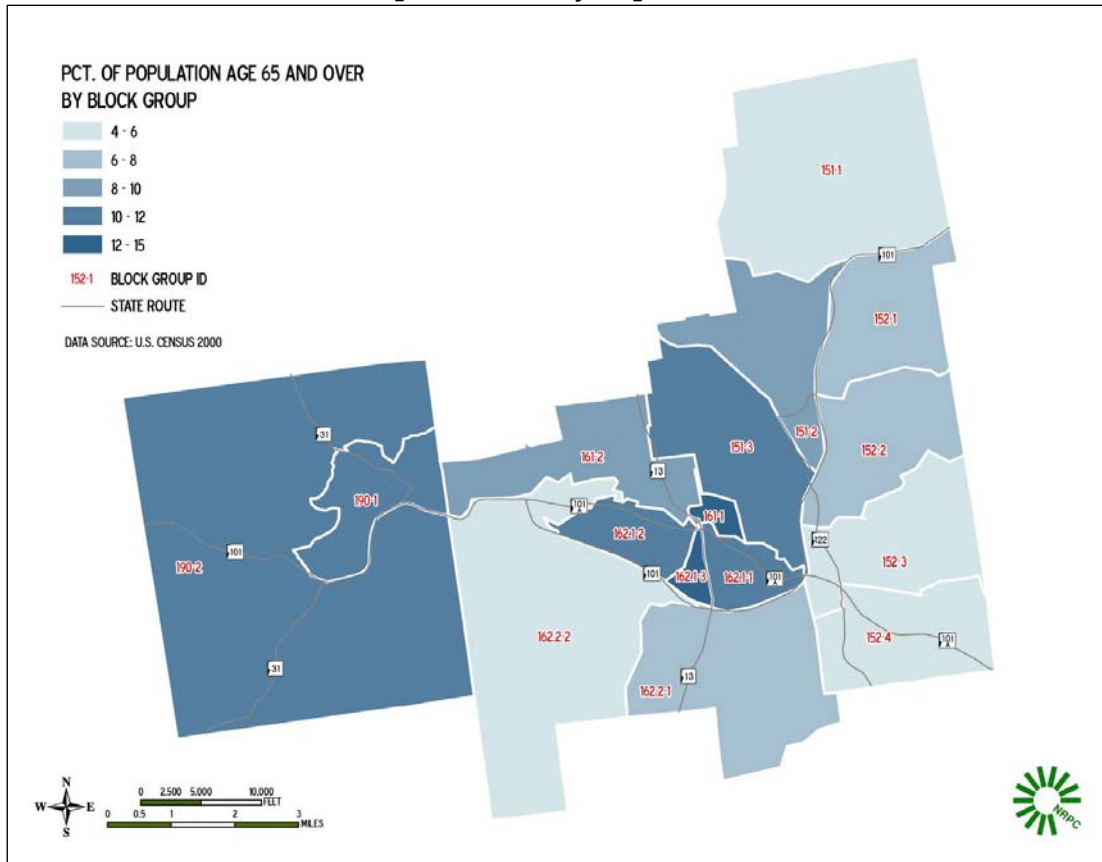 PCT. OF POPULATION AGE 65 AND OVER
BY BLOCK GROUP
4 - 6
6 - 8
8 - 10
10 - 12
12 - 15
152-1 BLOCK GROUP ID
STATE ROUTE
DATA SOURCE: U.S. CENSUS 2000
151-1
101
152-1
31
151-2
151-3
152-2
161-2
13
190-1
101 A
161-1
162.1-2
122
190-2
101
152-3
101
162.1-3
162.1-1
101 A
162.2-2
152-4
101 A
31
13
162.2-1
N
W E
S
0 2,500 5,000 10,000
FEET
0 0.5 1 2 3
MILES
NRPC